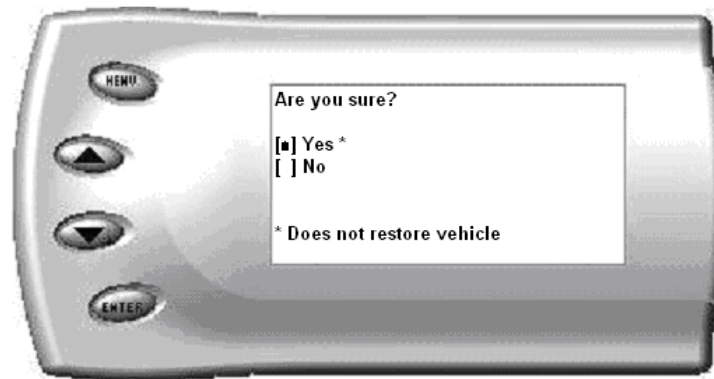 MENU
Are you sure?
[▪] Yes *
[ ] No
* Does not restore vehicle
ENTER